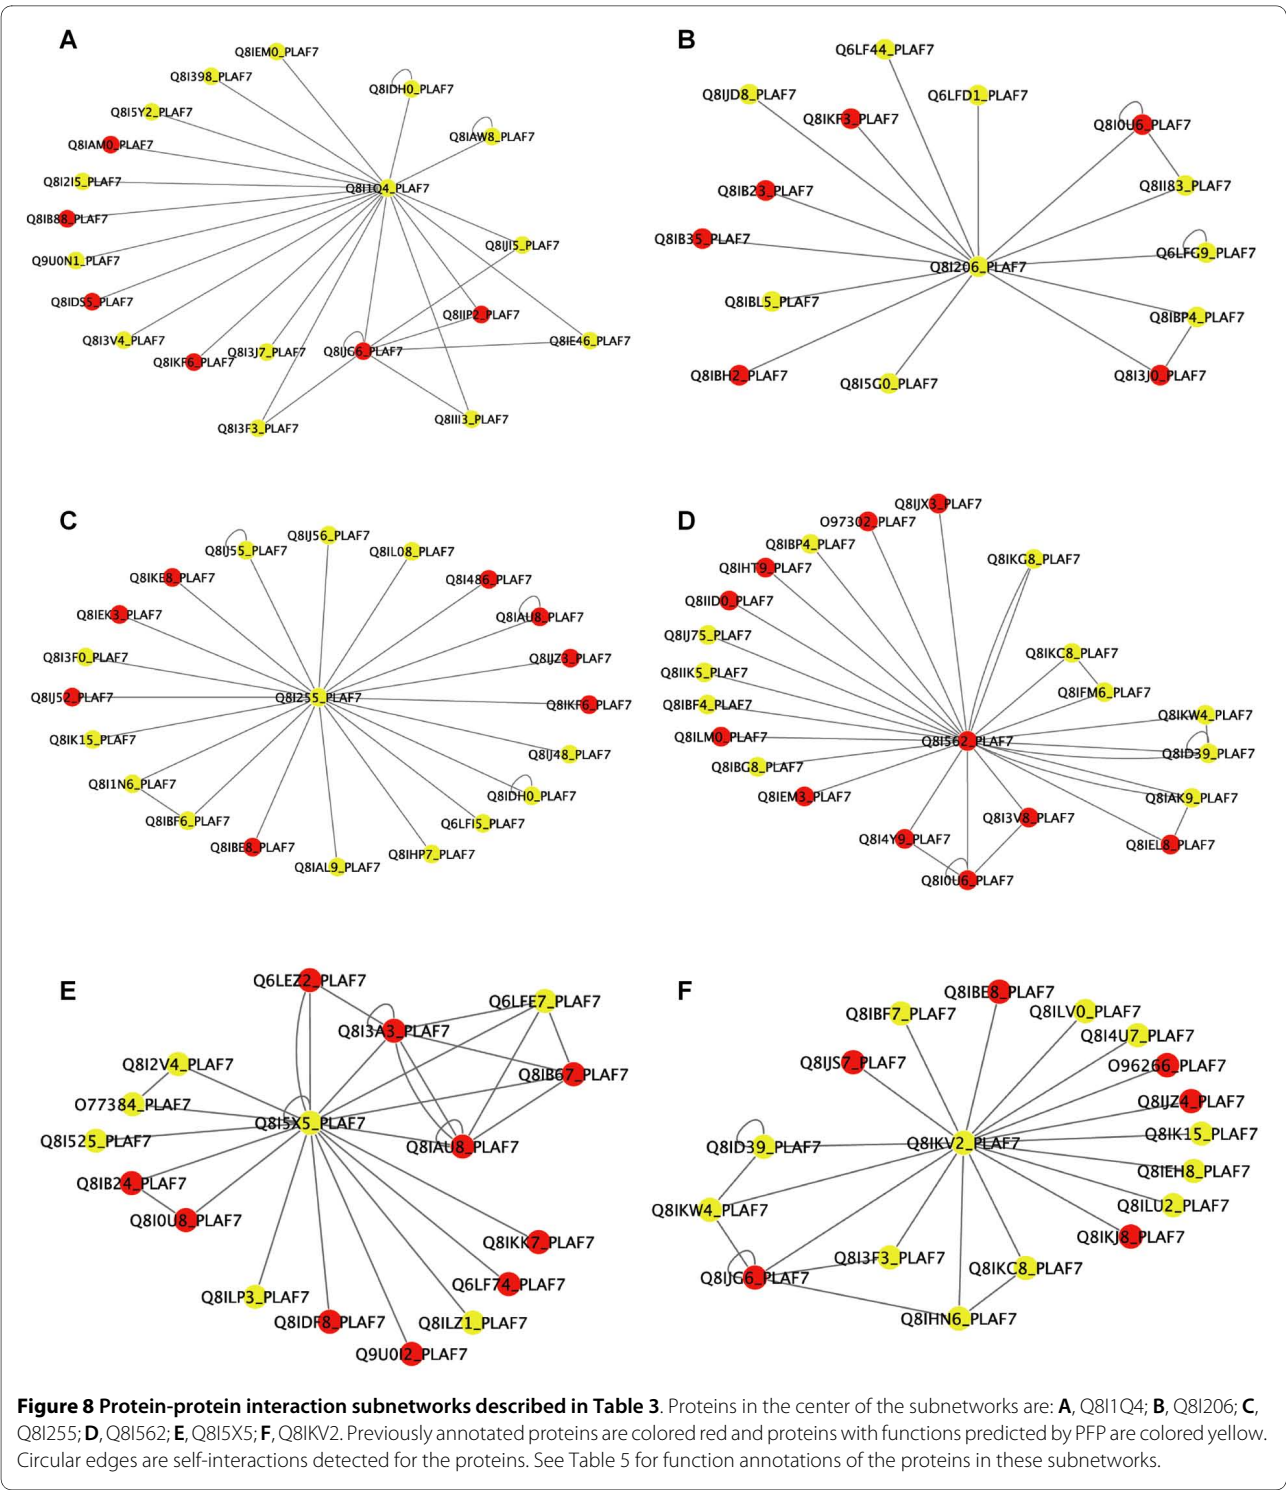 A
Q8IEM0_PLAF7
Q8I398_PLAF7
Q8IDH0_PLAF7
Q8I5Y2_PLAF7
Q8IAW8_PLAF7
Q8IAM0_PLAF7
Q8I2I5_PLAF7
Q8I1Q4_PLAF7
Q8IB88_PLAF7
Q8IJI5_PLAF7
Q9U0N1_PLAF7
Q8IDS5_PLAF7
Q8IIP2_PLAF7
Q8I3V4_PLAF7
Q8IE46_PLAF7
Q8IKF6_PLAF7
Q8I3J7_PLAF7
Q8IJG6_PLAF7
Q8I3F3_PLAF7
Q8III3_PLAF7
B
Q6LF44_PLAF7
Q8IJD8_PLAF7
Q6LFD1_PLAF7
Q8IKF3_PLAF7
Q8I0U6_PLAF7
Q8IB23_PLAF7
Q8II83_PLAF7
Q8IB35_PLAF7
Q6LFG9_PLAF7
Q8I206_PLAF7
Q8IBL5_PLAF7
Q8IBP4_PLAF7
Q8IBH2_PLAF7
Q8I5G0_PLAF7
Q8I3J0_PLAF7
C
Q8IJ56_PLAF7
Q8IJ55_PLAF7
Q8IL08_PLAF7
Q8IKE8_PLAF7
Q8I486_PLAF7
Q8IEK3_PLAF7
Q8IAU8_PLAF7
Q8I3F0_PLAF7
Q8IJZ3_PLAF7
Q8IJ52_PLAF7
Q8I255_PLAF7
Q8IKF6_PLAF7
Q8IK15_PLAF7
Q8IJ48_PLAF7
Q8I1N6_PLAF7
Q8IDH0_PLAF7
Q8IBF6_PLAF7
Q6LFI5_PLAF7
Q8IBE8_PLAF7
Q8IHP7_PLAF7
Q8IAL9_PLAF7
D
Q8IJX3_PLAF7
O97302_PLAF7
Q8IBP4_PLAF7
Q8IKG8_PLAF7
Q8IHT9_PLAF7
Q8IID0_PLAF7
Q8IJ75_PLAF7
Q8IKC8_PLAF7
Q8IIK5_PLAF7
Q8IFM6_PLAF7
Q8IBF4_PLAF7
Q8IKW4_PLAF7
Q8ILM0_PLAF7
Q8I562_PLAF7
Q8ID39_PLAF7
Q8IBG8_PLAF7
Q8IEM3_PLAF7
Q8IAK9_PLAF7
Q8I3V8_PLAF7
Q8I4Y9_PLAF7
Q8IEL8_PLAF7
Q8I0U6_PLAF7
E
Q6LEZ2_PLAF7
Q6LFE7_PLAF7
Q8I3A3_PLAF7
Q8I2V4_PLAF7
Q8IB67_PLAF7
O77384_PLAF7
Q8I5X5_PLAF7
Q8I525_PLAF7
Q8IAU8_PLAF7
Q8IB24_PLAF7
Q8I0U8_PLAF7
Q8IKK7_PLAF7
Q6LF74_PLAF7
Q8ILP3_PLAF7
Q8IDF8_PLAF7
Q8ILZ1_PLAF7
Q9U0I2_PLAF7
F
Q8IBE8_PLAF7
Q8IBF7_PLAF7
Q8ILV0_PLAF7
Q8I4U7_PLAF7
Q8IJS7_PLAF7
O96266_PLAF7
Q8IJZ4_PLAF7
Q8IK15_PLAF7
Q8ID39_PLAF7
Q8IKV2_PLAF7
Q8IEH8_PLAF7
Q8IKW4_PLAF7
Q8ILU2_PLAF7
Q8IKJ8_PLAF7
Q8I3F3_PLAF7
Q8IKC8_PLAF7
Q8IJG6_PLAF7
Q8IHN6_PLAF7
Figure 8 Protein-protein interaction subnetworks described in Table 3. Proteins in the center of the subnetworks are: A, Q8I1Q4; B, Q8I206; C,
Q8I255; D, Q8I562; E, Q8I5X5; F, Q8IKV2. Previously annotated proteins are colored red and proteins with functions predicted by PFP are colored yellow.
Circular edges are self-interactions detected for the proteins. See Table 5 for function annotations of the proteins in these subnetworks.